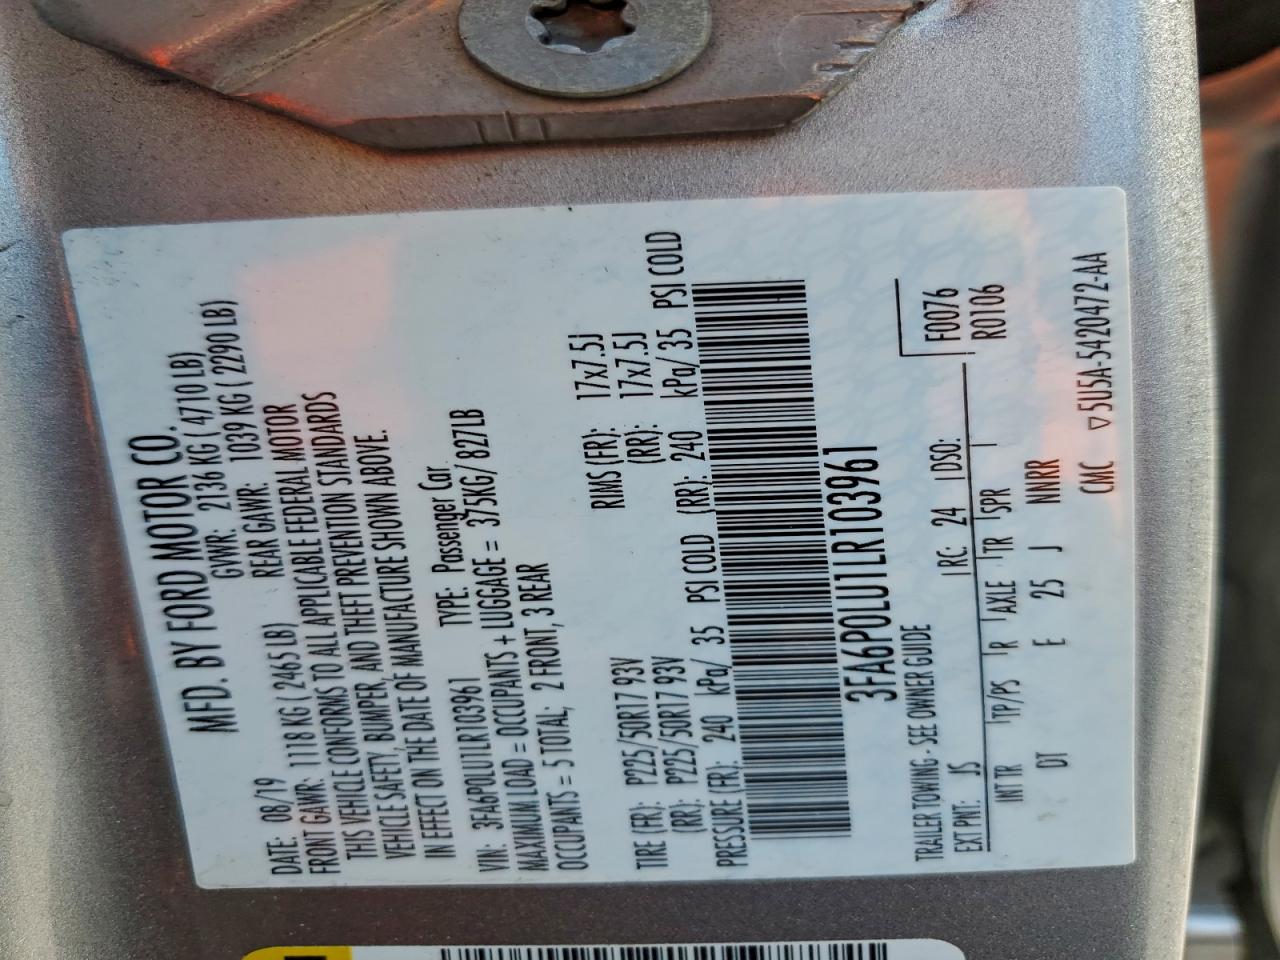 MFD. BY FORD MOTOR CO.
DATE: 08/19 GVWR: 2136 KG ( 4710 LB)
FRONT GAWR: 1118 KG ( 2465 LB) REAR GAWR: 1039 KG ( 2290 LB)
THIS VEHICLE CONFORMS TO ALL APPLICABLE FEDERAL MOTOR
VEHICLE SAFETY, BUMPER, AND THEFT PREVENTION STANDARDS
IN EFFECT ON THE DATE OF MANUFACTURE SHOWN ABOVE.
VIN: 3FA6P0LU1LR103961 TYPE: Passenger Car
MAXIMUM LOAD = OCCUPANTS + LUGGAGE = 375KG/ 827LB
OCCUPANTS = 5 TOTAL; 2 FRONT, 3 REAR
TIRE (FR): P225/50R17 93V RIMS (FR): 17x7.5J
(RR): P225/50R17 93V (RR): 17x7.5J
PRESSURE (FR): 240 kPa/ 35 PSI COLD (RR): 240 kPa/ 35 PSI COLD
3FA6P0LU1LR103961
TRAILER TOWING - SEE OWNER GUIDE
EXT PNT: JS RC: 24 DSO: F0076
R0106
INT TR TP/PS R AXLE TR SPR
DT E 25 J NNRR
CMC ▽5U5A-5420472-AA